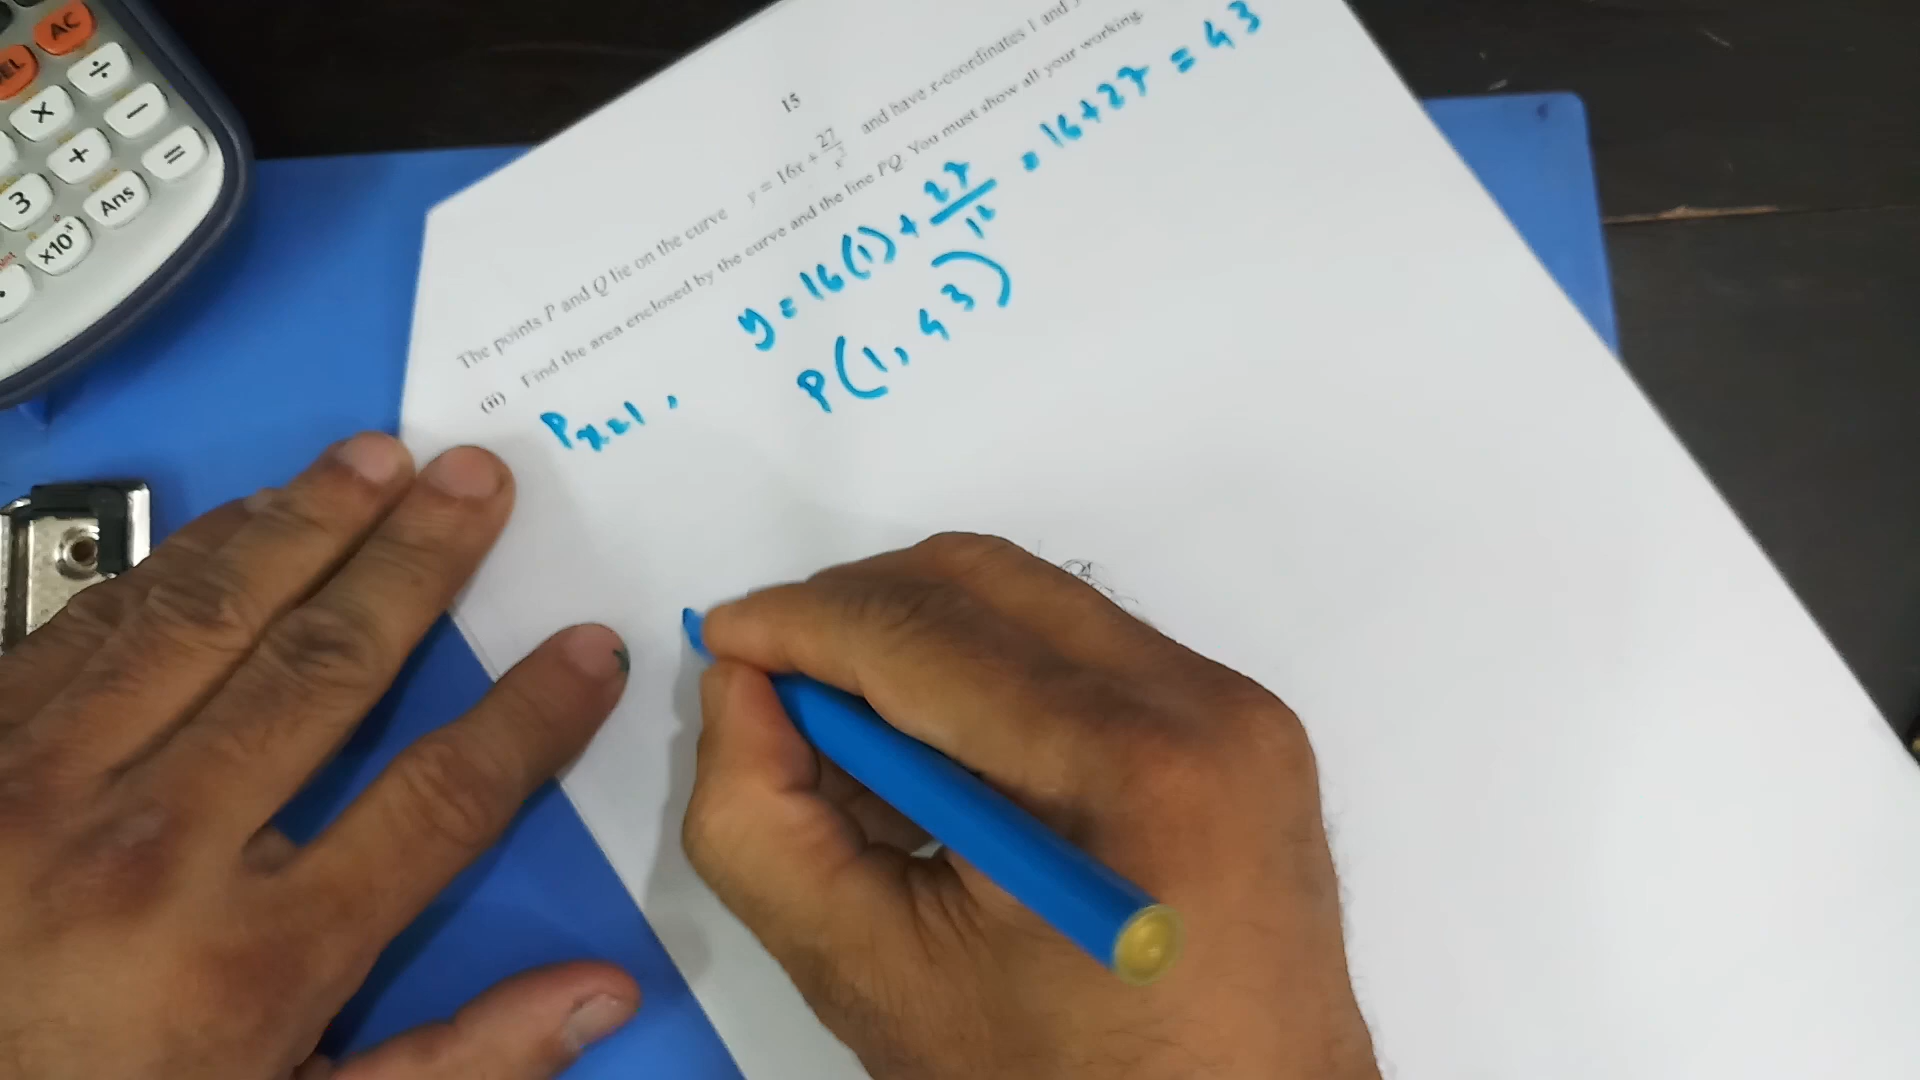 15
The points P and Q lie on the curve y = 16x + 27/x² and have x-coordinates 1 and
(ii) Find the area enclosed by the curve and the line PQ. You must show all your working.
Px=1, y = 16(1) + 27/1² = 16+27 = 43
P(1, 43)
AC
÷
×
−
+
=
3
Ans
×10ˣ